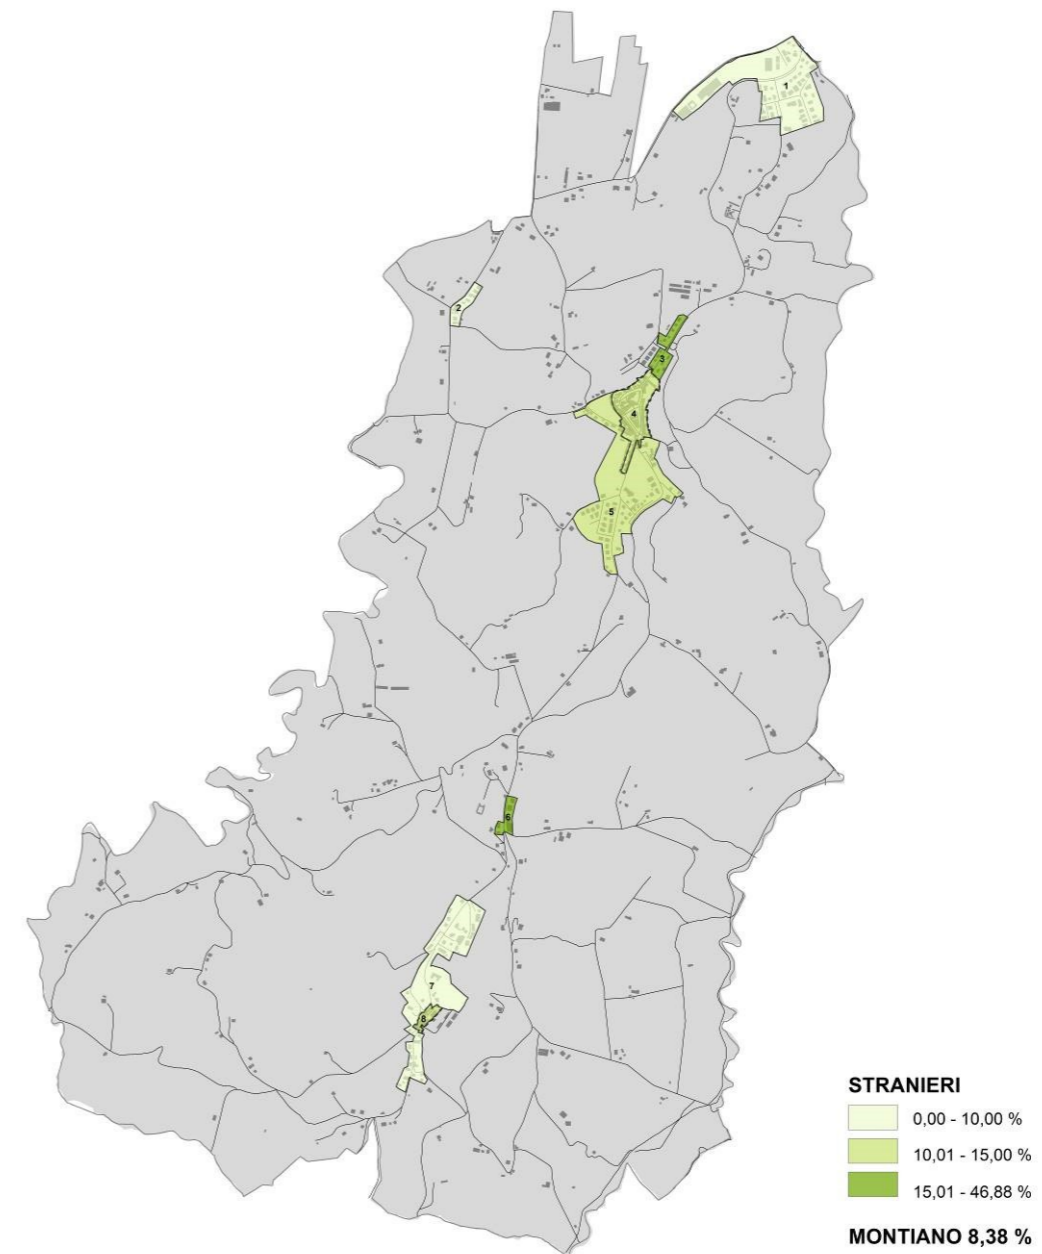 1
2
3
4
5
6
7
8
STRANIERI
0,00 - 10,00 %
10,01 - 15,00 %
15,01 - 46,88 %
MONTIANO 8,38 %